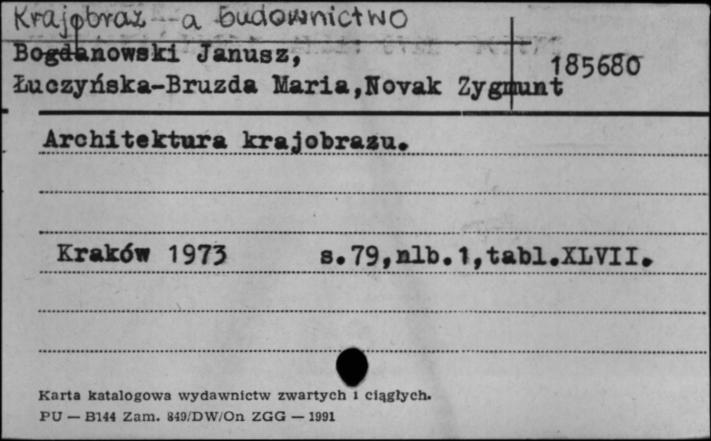 Krajobraz - a budownictwo
Bogdanowski Janusz,
185680
Łuczyńska-Bruzda Maria,Novak Zygmunt
Architektura krajobrazu.
Kraków 1973 s.79,nlb.1,tabl.XLVII.
Karta katalogowa wydawnictw zwartych i ciągłych.
PU — B144 Zam. 849/DW/On ZGG — 1991